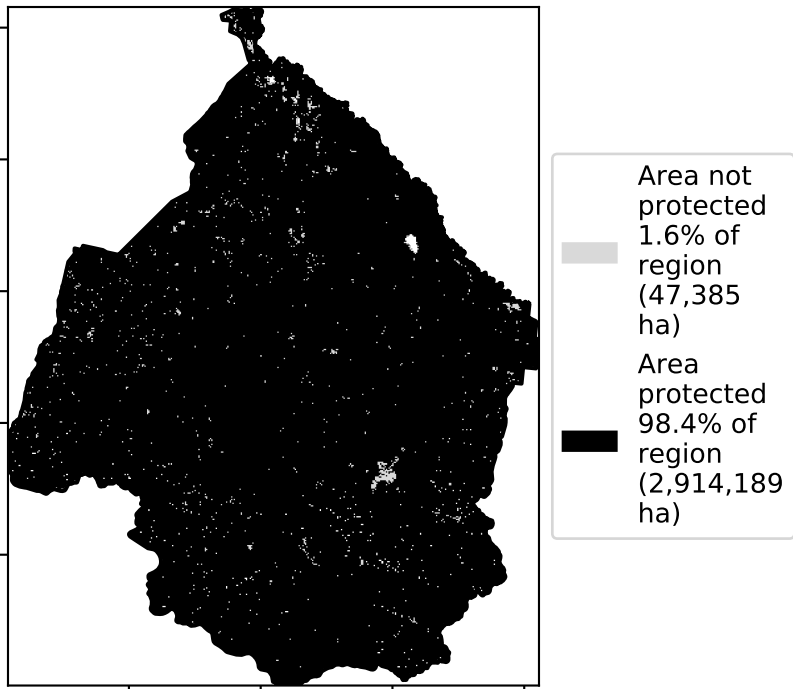 Area not
protected
1.6% of
region
(47,385
ha)
Area
protected
98.4% of
region
(2,914,189
ha)